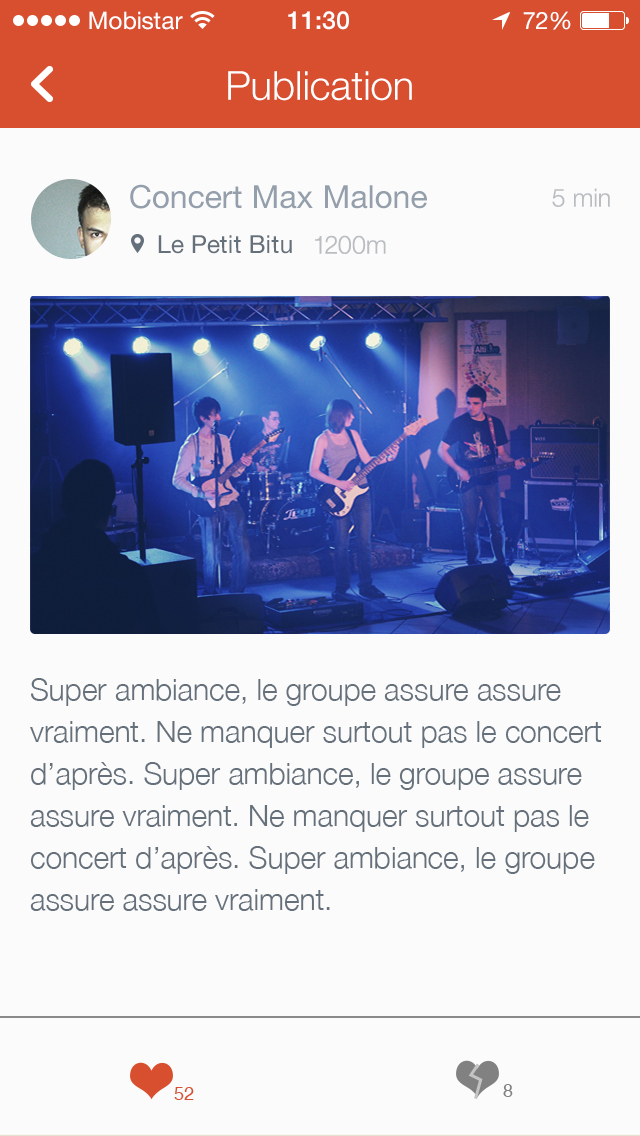 Mobistar 11:30 72%
Publication
Concert Max Malone 5 min
Le Petit Bitu 1200m
Super ambiance, le groupe assure assure
vraiment. Ne manquer surtout pas le concert
d’après. Super ambiance, le groupe assure
assure vraiment. Ne manquer surtout pas le
concert d’après. Super ambiance, le groupe
assure assure vraiment.
52 8